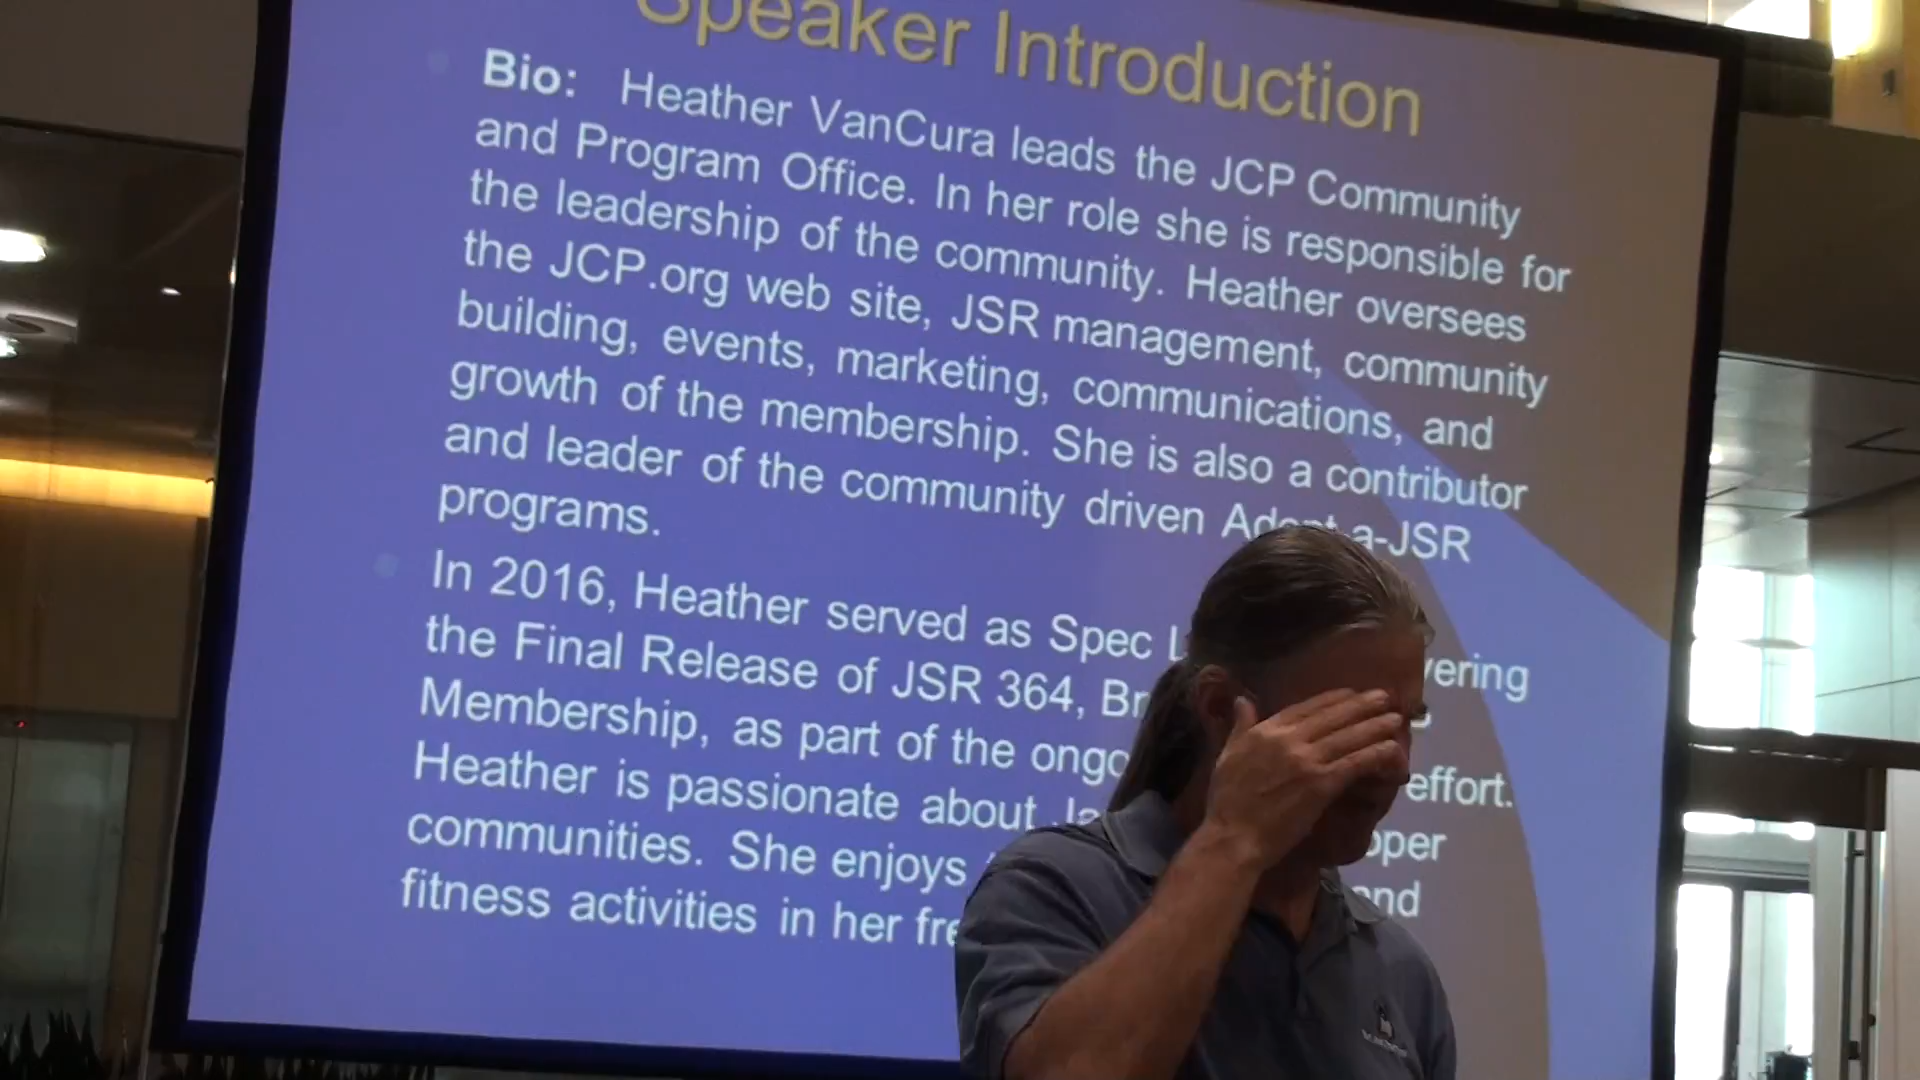 Speaker Introduction
Bio: Heather VanCura leads the JCP Community
and Program Office. In her role she is responsible for
the leadership of the community. Heather oversees
the JCP.org web site, JSR management, community
building, events, marketing, communications, and
growth of the membership. She is also a contributor
and leader of the community driven a-JSR
programs.
In 2016, Heather served as Spec
the Final Release of JSR 364,
Membership, as part of the effort.
Heather is passionate about
communities. She enjoys
fitness activities in her